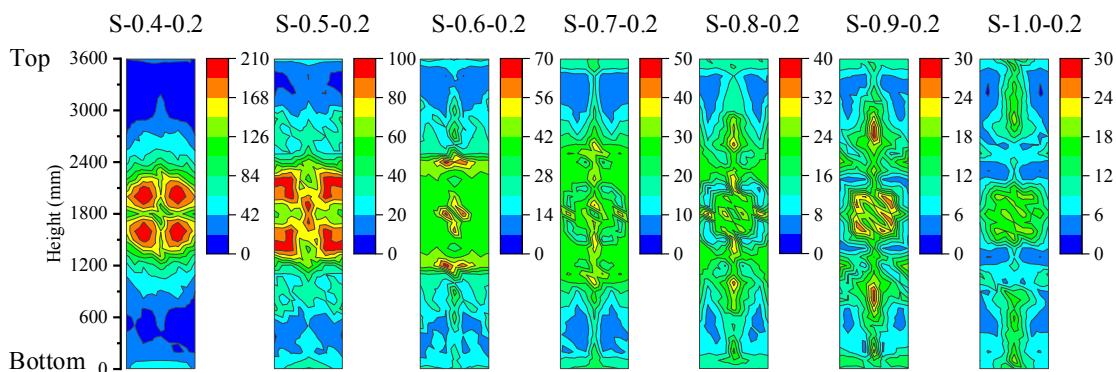 S-0.4-0.2 S-0.5-0.2 S-0.6-0.2 S-0.7-0.2 S-0.8-0.2 S-0.9-0.2 S-1.0-0.2
Top 3600 210 100 70 50 40 30 30
3000 168 80 56 40 32 24 24
2400 126 60 42 30 24 18 18
1800 84 40 28 20 16 12 12
Height (mm)
42 20 14 10 8 6 6
1200 0 0 0 0 0 0 0
600
Bottom 0